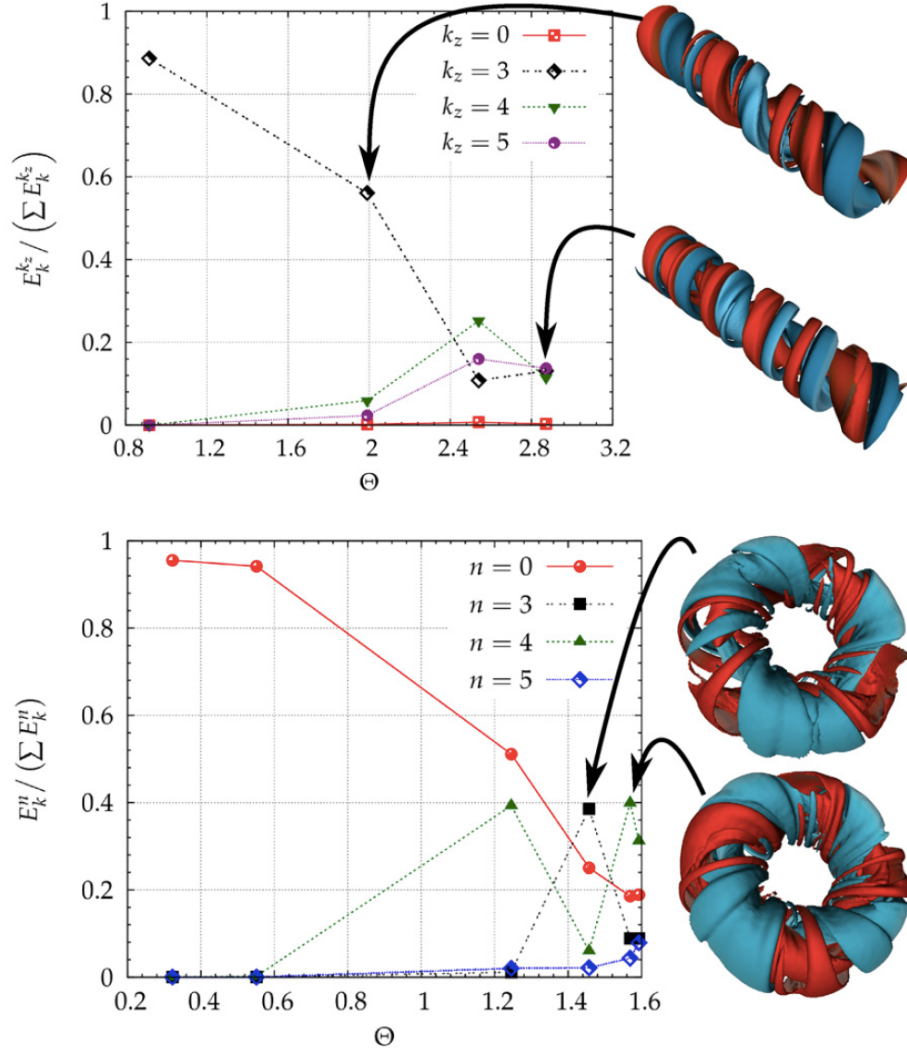 1
0.8
0.6
0.4
0.2
0
0.8
1.2
1.6
2
2.4
2.8
3.2
Θ
E_k^{k_z} / (∑ E_k^{k_z})
k_z = 0
k_z = 3
k_z = 4
k_z = 5
1
0.8
0.6
0.4
0.2
0
0.2
0.4
0.6
0.8
1
1.2
1.4
1.6
Θ
E_k^n / (∑ E_k^n)
n = 0
n = 3
n = 4
n = 5